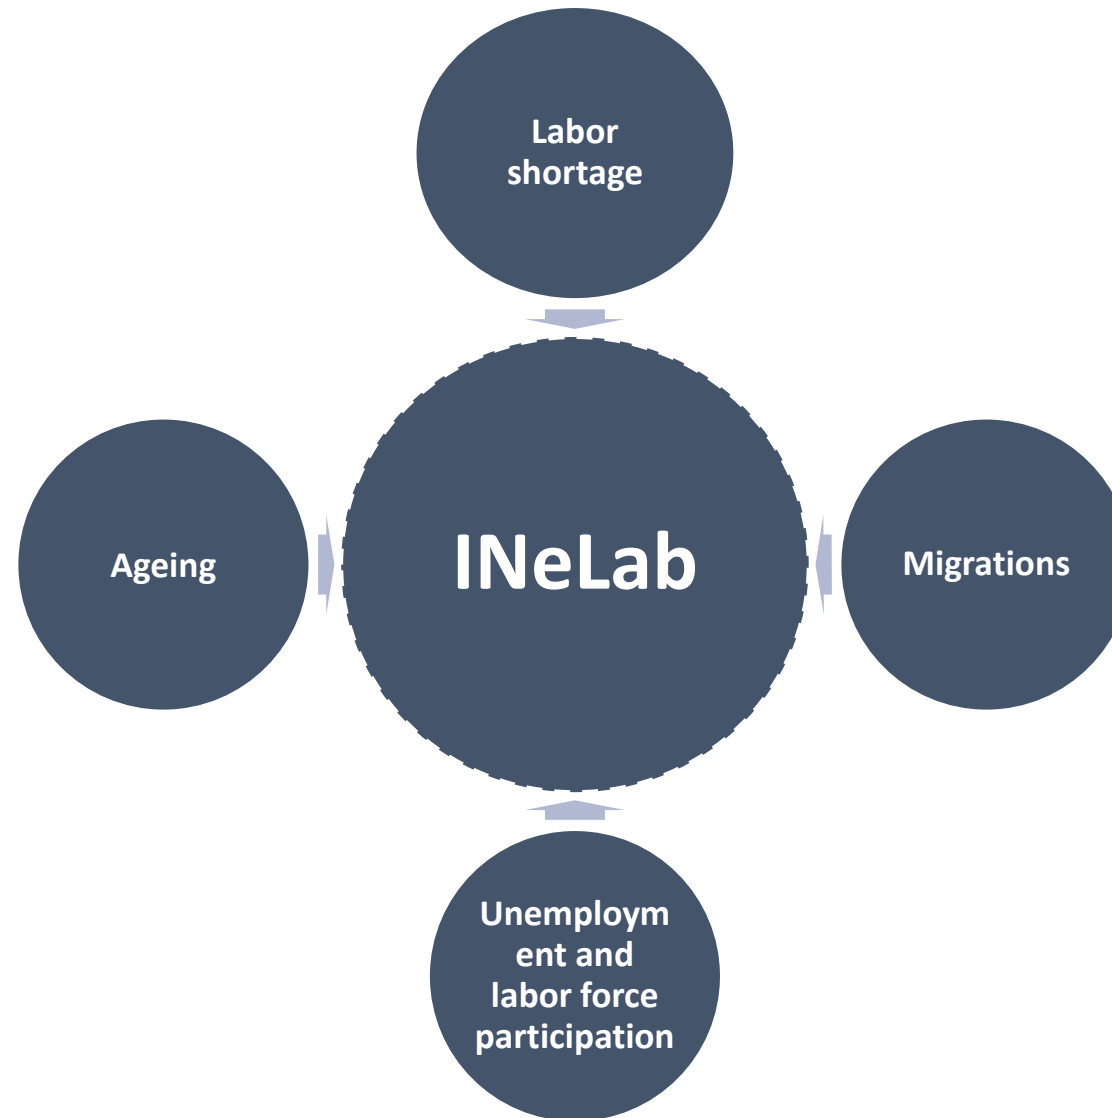 Labor
shortage
Ageing
INeLab
Migrations
Unemploym
ent and
labor force
participation